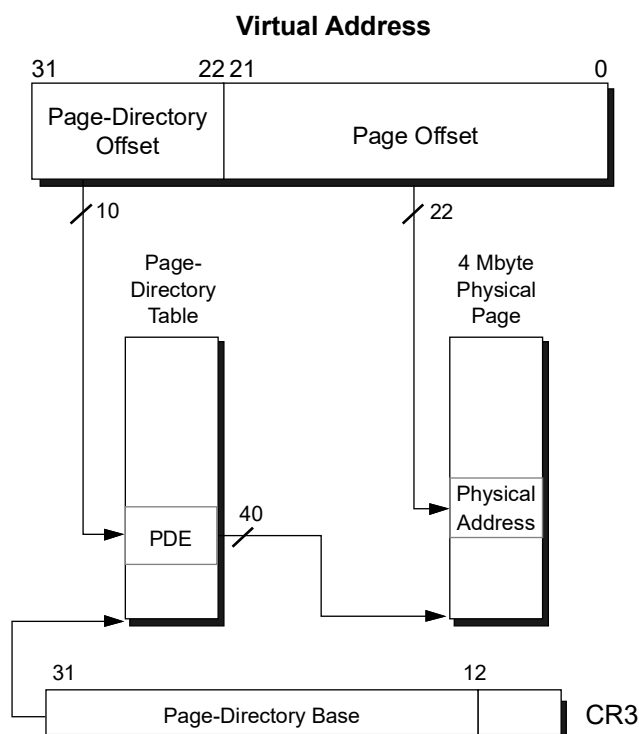 Virtual Address
31 22 21 0
Page-Directory
Offset
Page Offset
10 22
Page-
Directory
Table
4 Mbyte
Physical
Page
PDE
40
Physical
Address
31 12
Page-Directory Base
CR3